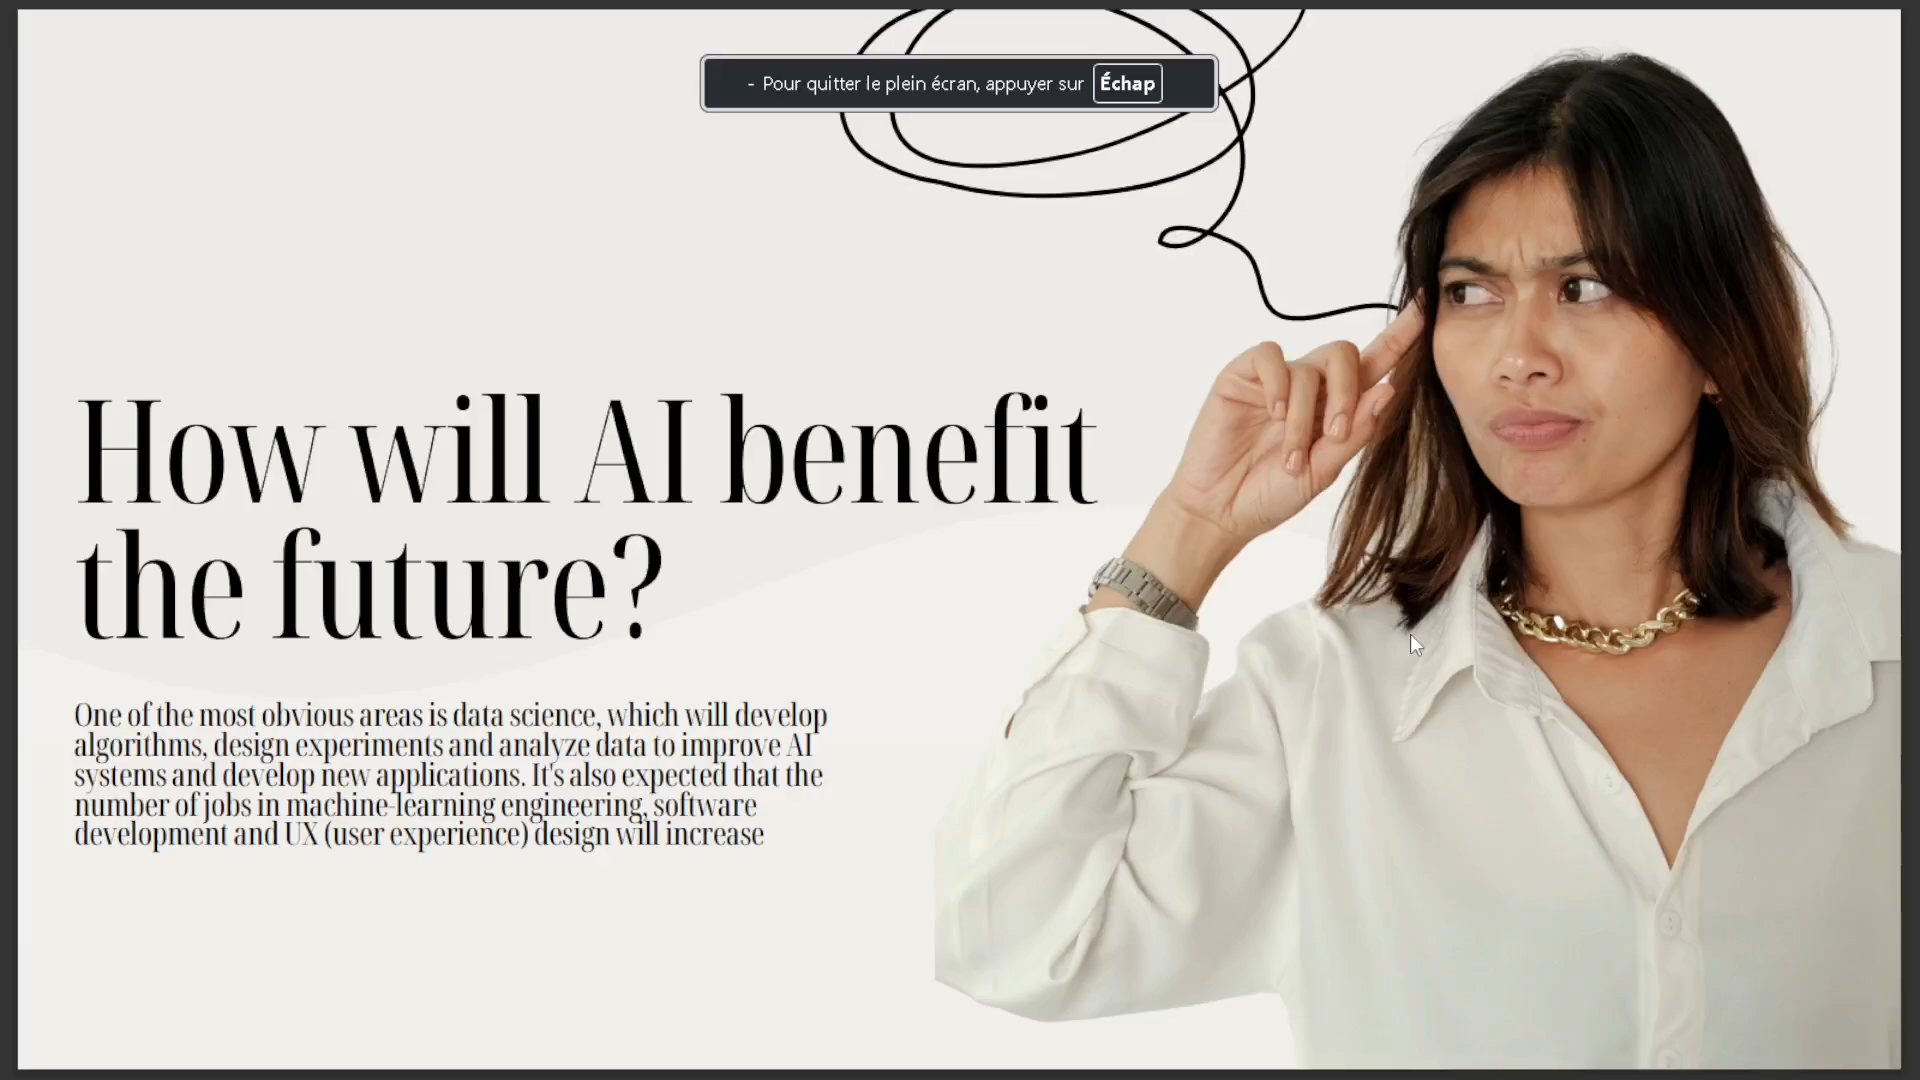 - Pour quitter le plein écran, appuyer sur Échap
How will AI benefit
the future?
One of the most obvious areas is data science, which will develop
algorithms, design experiments and analyze data to improve AI
systems and develop new applications. It's also expected that the
number of jobs in machine-learning engineering, software
development and UX (user experience) design will increase